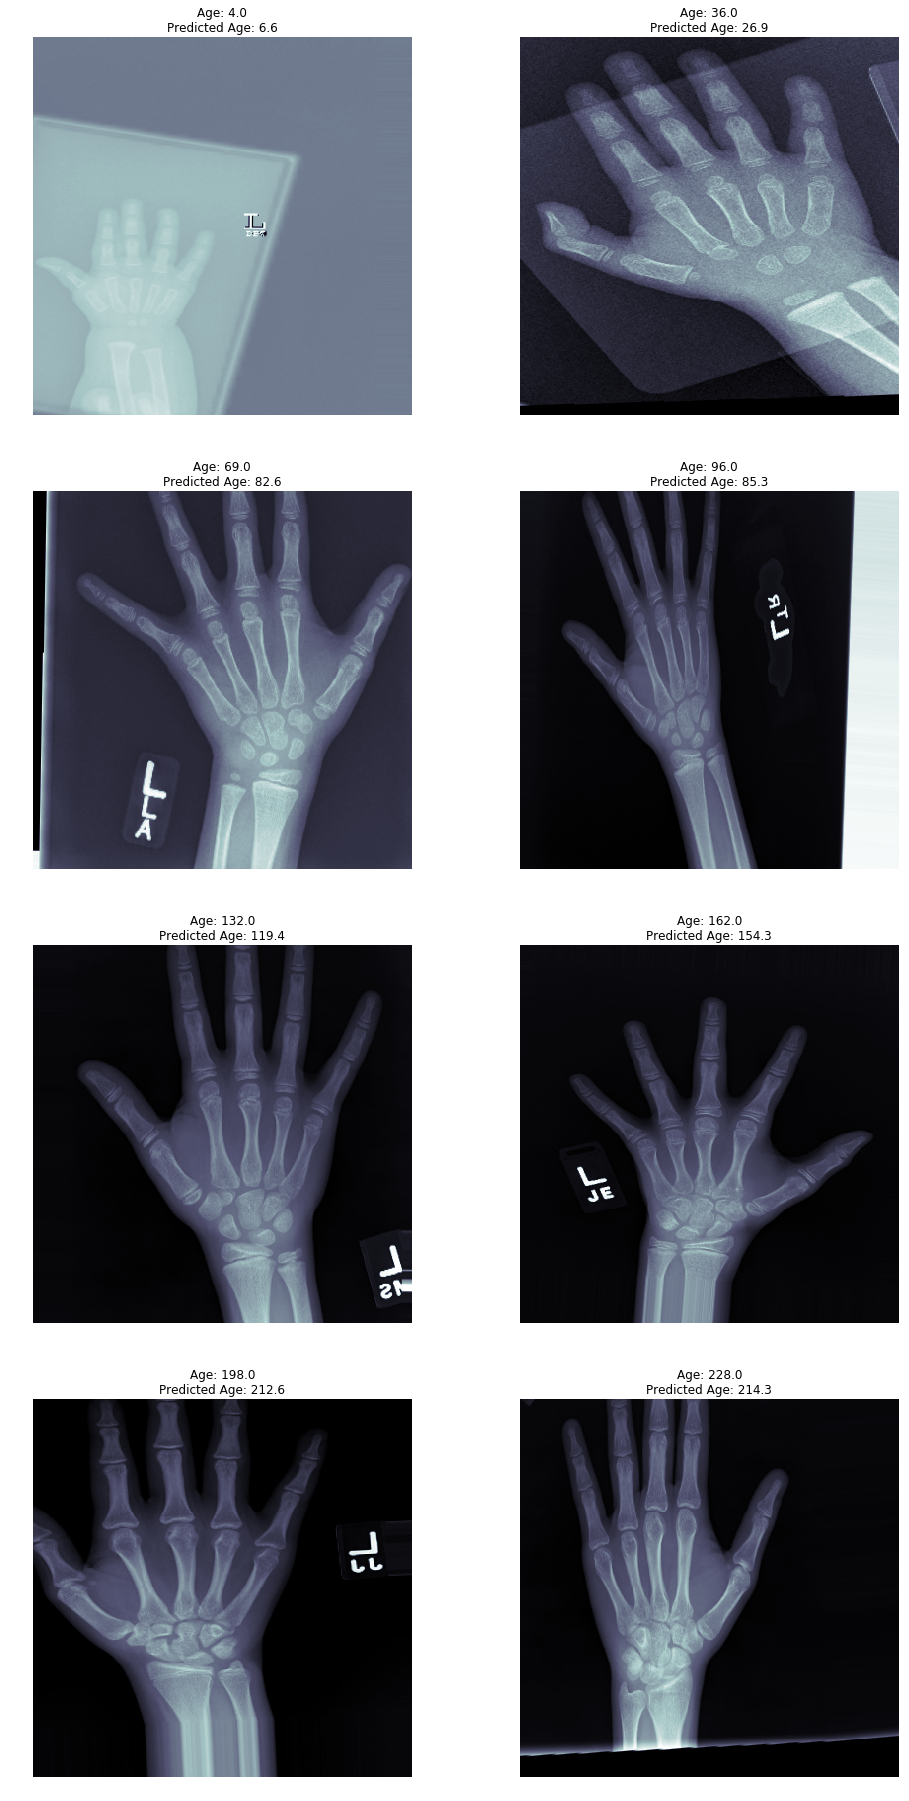 Age: 4.0
Predicted Age: 6.6
Age: 36.0
Predicted Age: 26.9
L
Age: 69.0
Predicted Age: 82.6
Age: 96.0
Predicted Age: 85.3
L TR
L
L
A
Age: 132.0
Predicted Age: 119.4
Age: 162.0
Predicted Age: 154.3
L
JE
L
SN
Age: 198.0
Predicted Age: 212.6
Age: 228.0
Predicted Age: 214.3
L
JJ